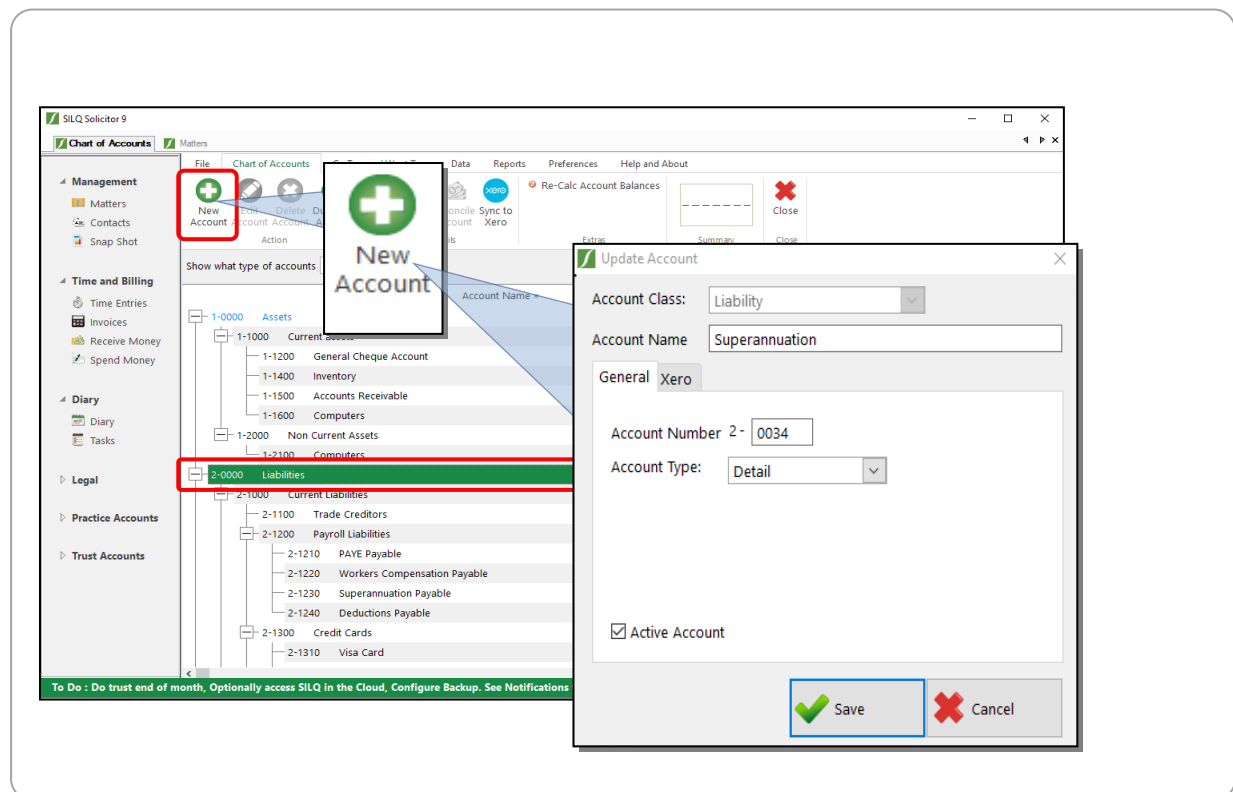 SILQ Solicitor 9
Chart of Accounts
Matters
File Chart of Accounts Data Reports Preferences Help and About
Management
Matters
Contacts
Snap Shot
Time and Billing
Time Entries
Invoices
Receive Money
Spend Money
Diary
Diary
Tasks
Legal
Practice Accounts
Trust Accounts
New Account
Edit Account
Delete Account
Sync to Xero
Re-Calc Account Balances
Close
Action
Extras
Summary
Close
New
Account
Show what type of accounts
Account Name
1-0000 Assets
1-1000 Current assets
1-1200 General Cheque Account
1-1400 Inventory
1-1500 Accounts Receivable
1-1600 Computers
1-2000 Non Current Assets
1-2100 Computers
2-0000 Liabilities
2-1000 Current Liabilities
2-1100 Trade Creditors
2-1200 Payroll Liabilities
2-1210 PAYE Payable
2-1220 Workers Compensation Payable
2-1230 Superannuation Payable
2-1240 Deductions Payable
2-1300 Credit Cards
2-1310 Visa Card
To Do : Do trust end of month, Optionally access SILQ in the Cloud, Configure Backup. See Notifications
Update Account
Account Class: Liability
Account Name Superannuation
General Xero
Account Number 2- 0034
Account Type: Detail
Active Account
Save
Cancel